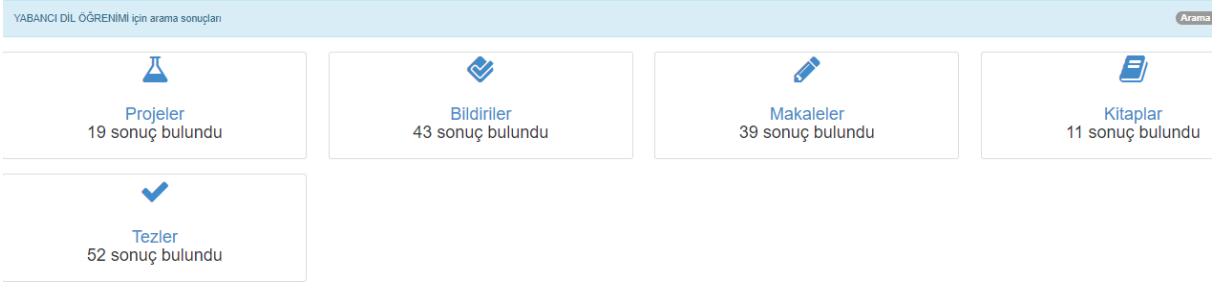 YABANCI DİL ÖĞRENİMİ için arama sonuçları
Arama
Projeler
19 sonuç bulundu
Bildiriler
43 sonuç bulundu
Makaleler
39 sonuç bulundu
Kitaplar
11 sonuç bulundu
Tezler
52 sonuç bulundu